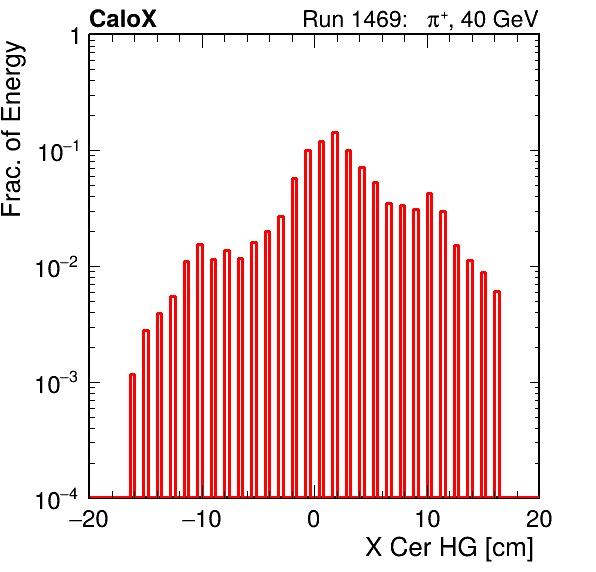 CaloX Run 1469: π⁺, 40 GeV
Frac. of Energy
1
10⁻¹
10⁻²
10⁻³
10⁻⁴
−20 −10 0 10 20
X Cer HG [cm]